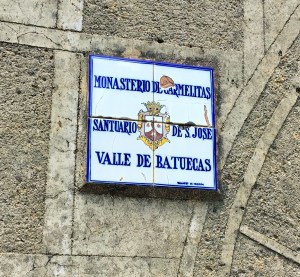 MONASTERIO DE CARMELITAS
SANTUARIO DE S. JOSE
VALLE DE BATUECAS